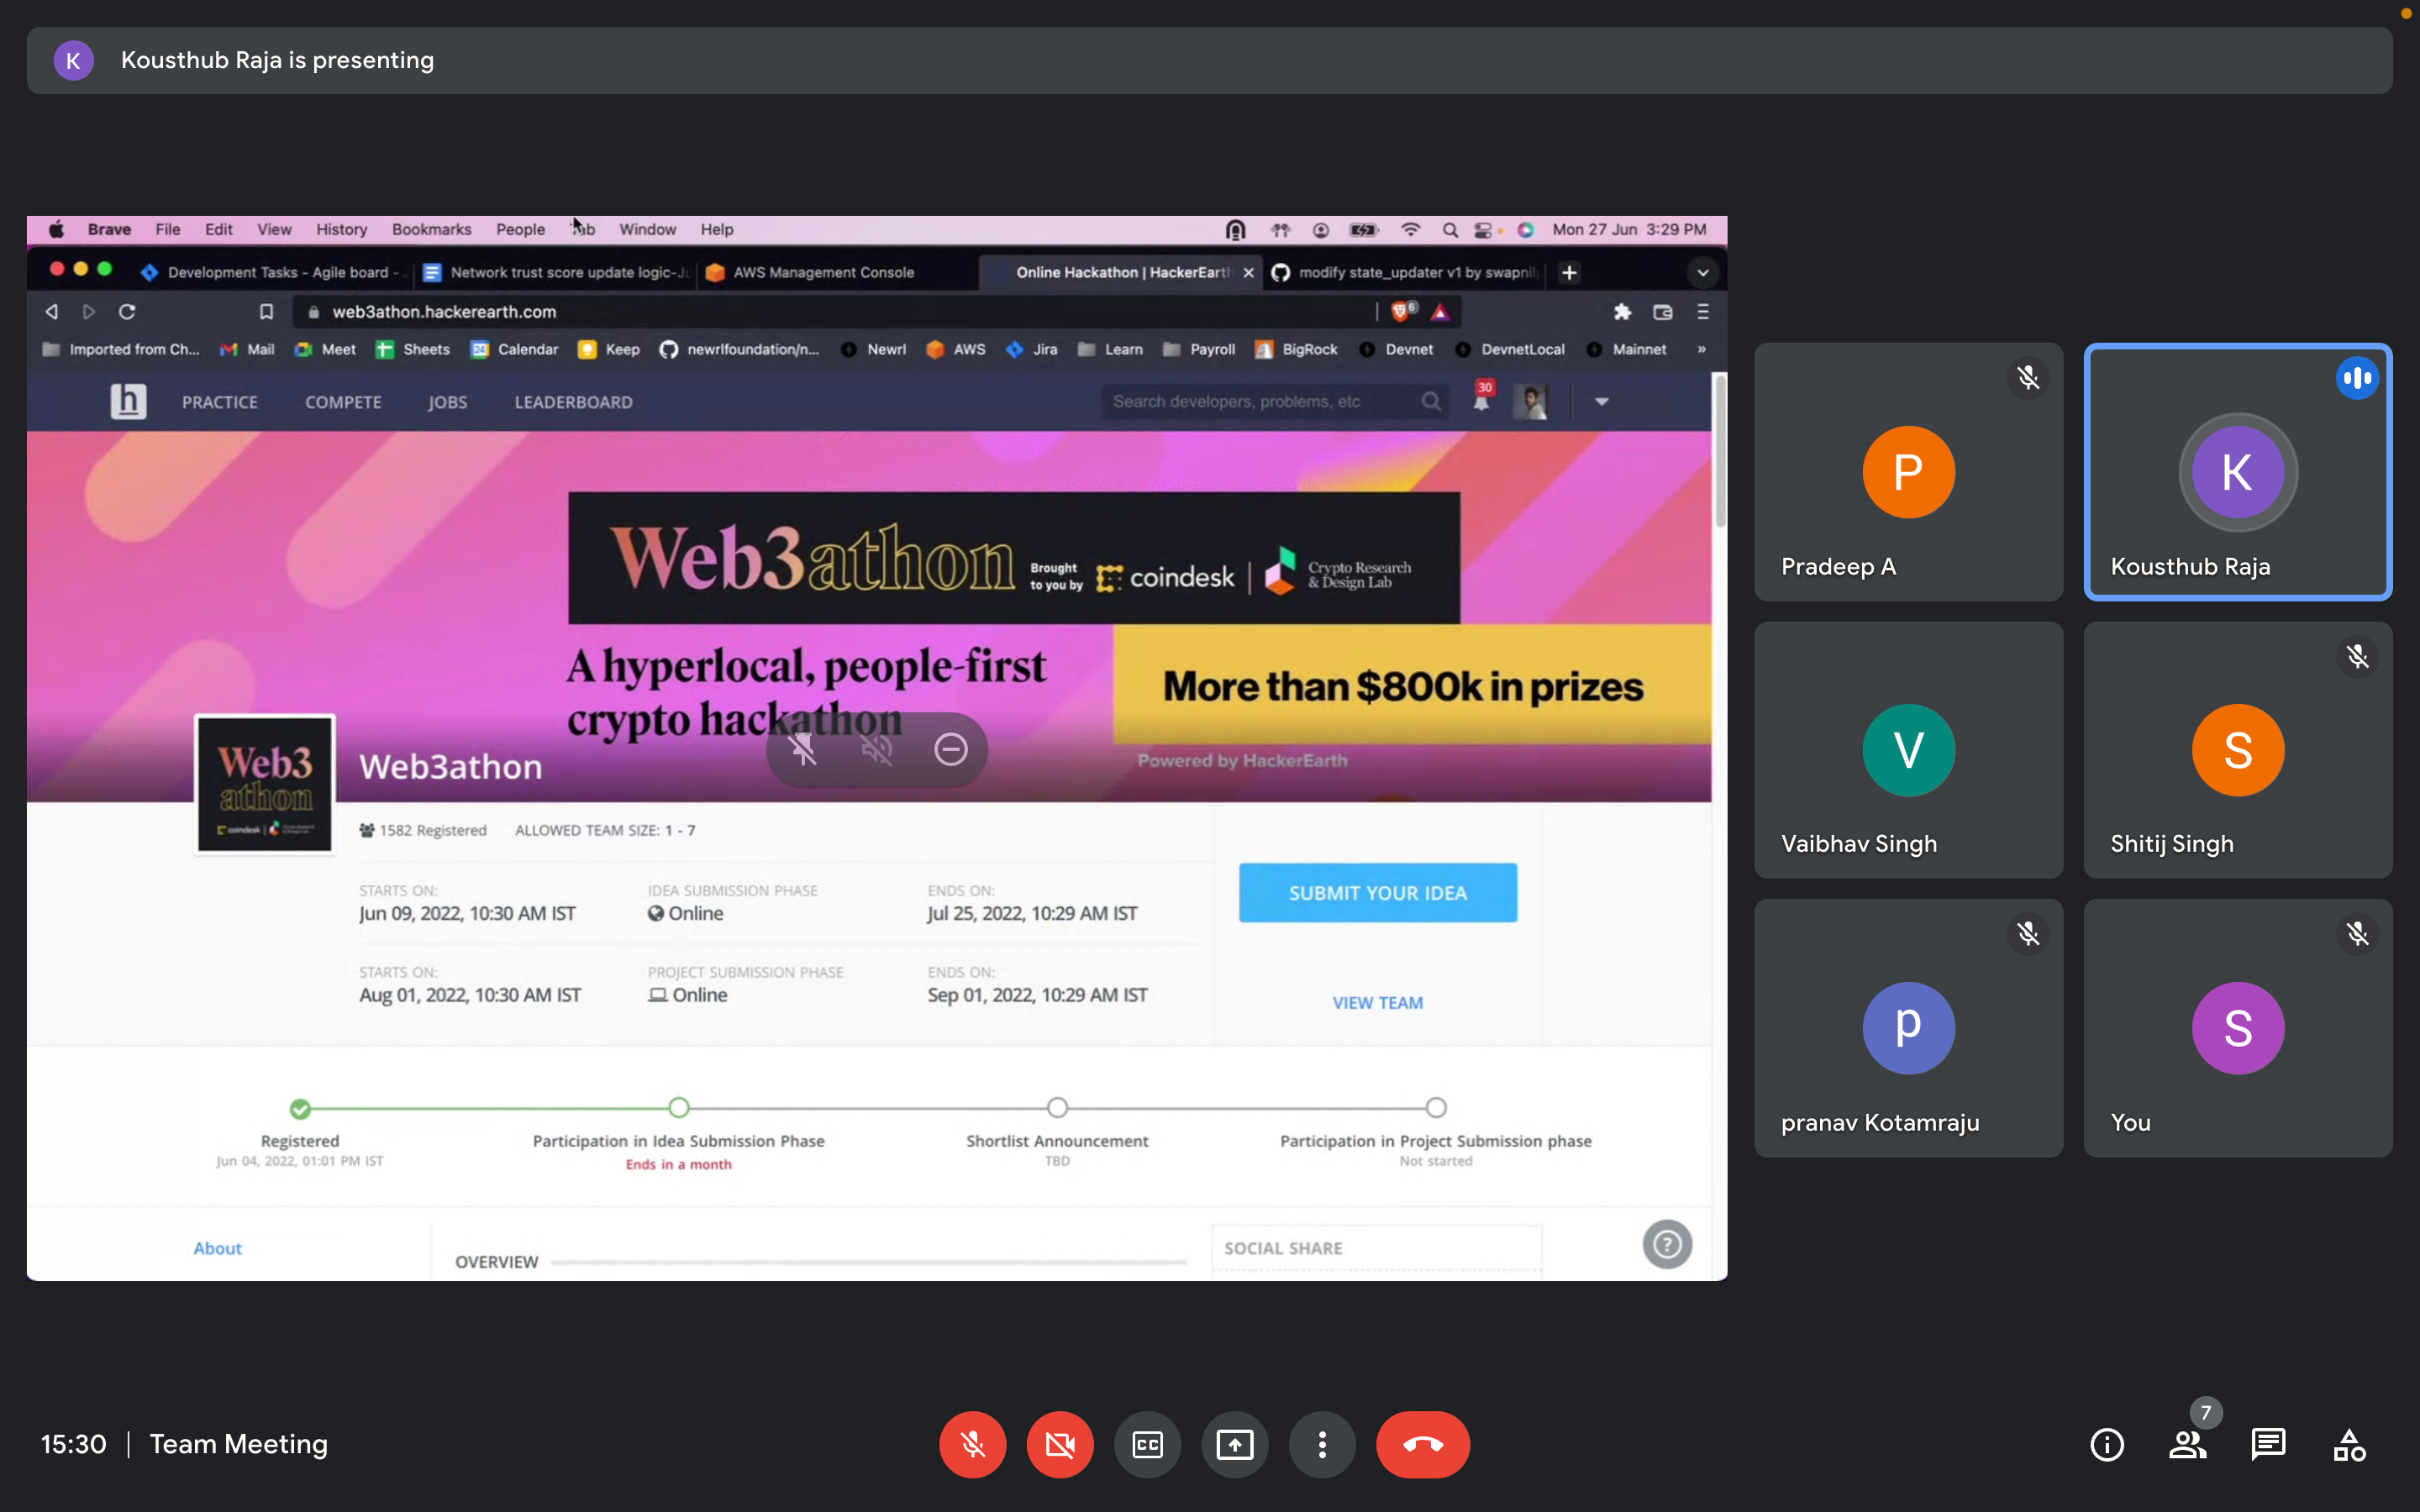 K Kousthub Raja is presenting
Brave File Edit View History Bookmarks People Window Help Mon 27 Jun 3:29 PM
Development Tasks - Agile board - Network trust score update logic-Ju AWS Management Console Online Hackathon | HackerEarth modify state_updater v1 by swapnil
web3athon.hackerearth.com 6
Imported from Ch... Mail Meet Sheets 24 Calendar Keep newrlfoundation/n... Newrl AWS Jira Learn Payroll BigRock Devnet DevnetLocal Mainnet »
h PRACTICE COMPETE JOBS LEADERBOARD Search developers, problems, etc 30
Web3athon Brought to you by coindesk | Crypto Research & Design Lab
A hyperlocal, people-first
crypto hackathon
More than $800k in prizes
Powered by HackerEarth
Web3
athon
coindesk
Web3athon
1582 Registered ALLOWED TEAM SIZE: 1 - 7
STARTS ON: IDEA SUBMISSION PHASE ENDS ON:
Jun 09, 2022, 10:30 AM IST Online Jul 25, 2022, 10:29 AM IST
SUBMIT YOUR IDEA
STARTS ON: PROJECT SUBMISSION PHASE ENDS ON:
Aug 01, 2022, 10:30 AM IST Online Sep 01, 2022, 10:29 AM IST
VIEW TEAM
Registered Participation in Idea Submission Phase Shortlist Announcement Participation in Project Submission phase
Jun 04, 2022, 01:01 PM IST Ends in a month TBD Not started
About OVERVIEW SOCIAL SHARE
?
P
Pradeep A
K
Kousthub Raja
V
Vaibhav Singh
S
Shitij Singh
p
pranav Kotamraju
S
You
15:30 | Team Meeting
CC
7